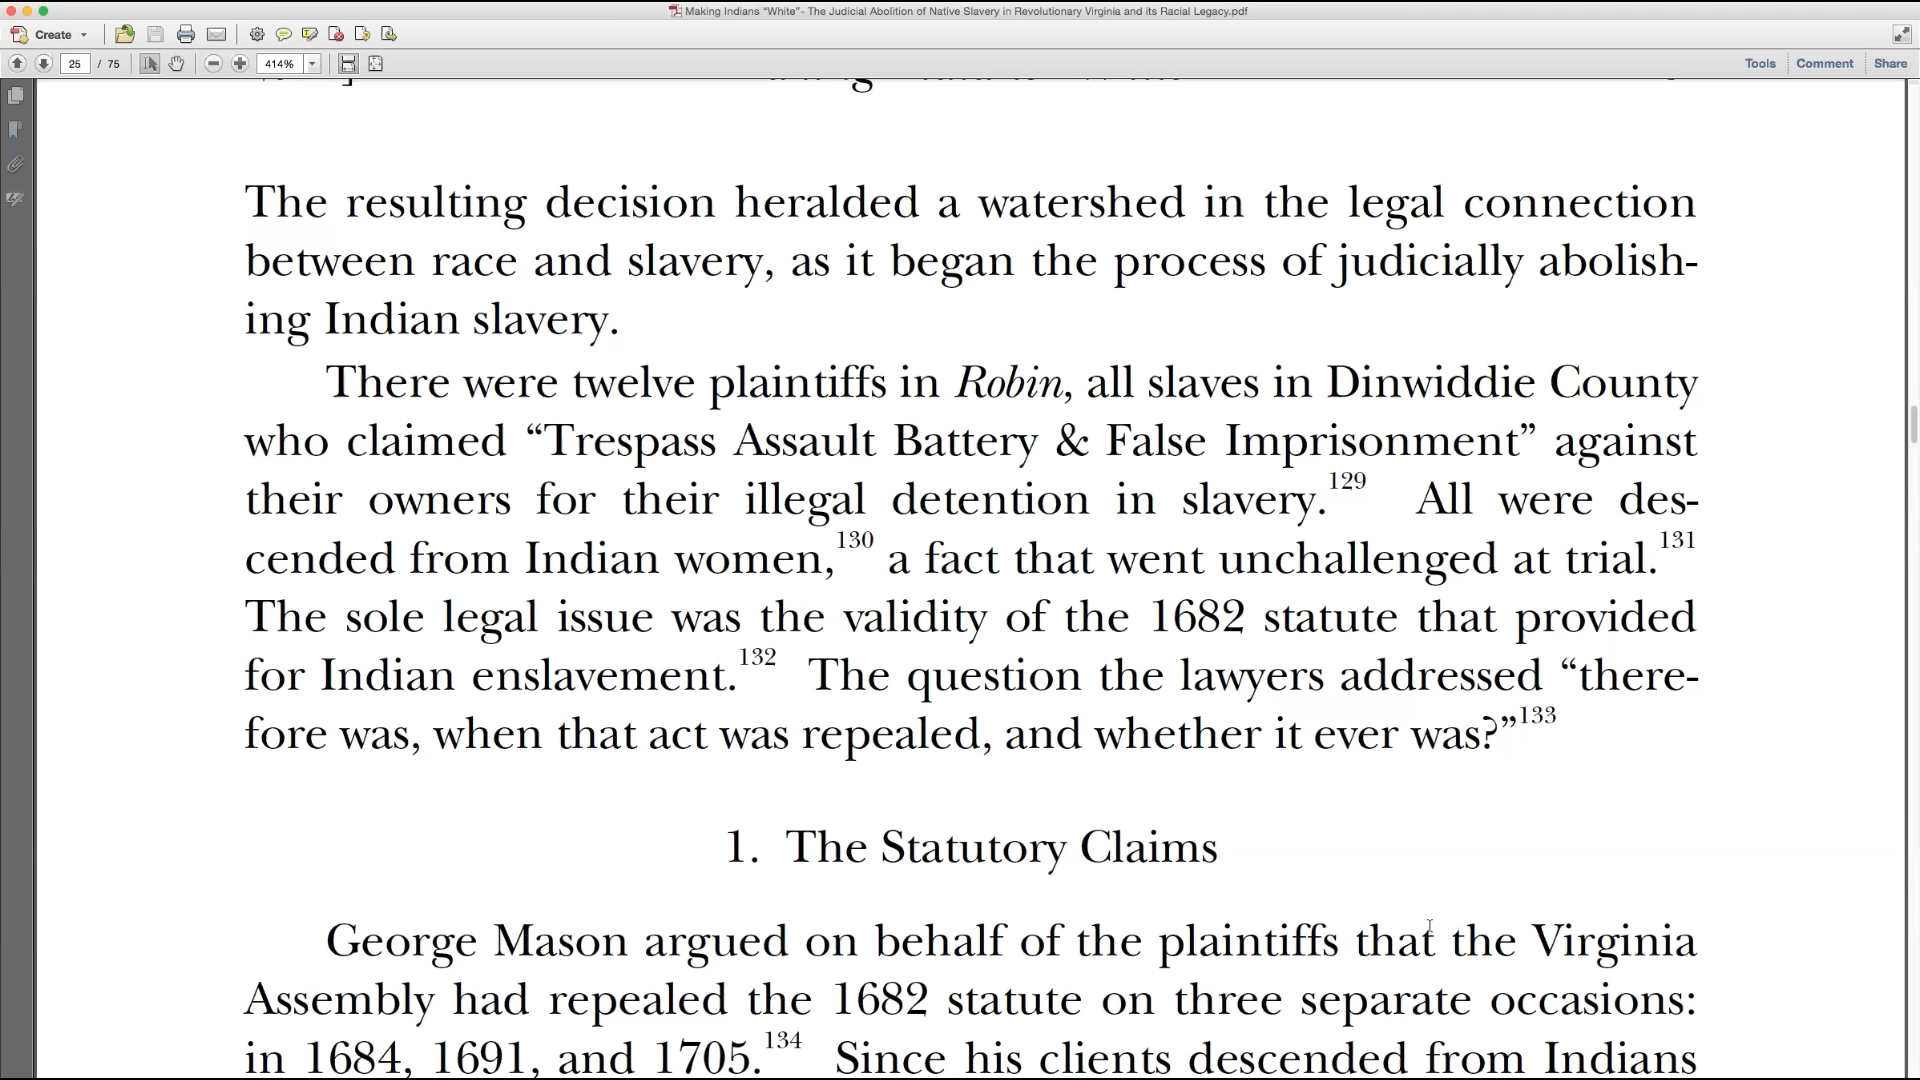 Making Indians “White”- The Judicial Abolition of Native Slavery in Revolutionary Virginia and its Racial Legacy.pdf
Create
25 / 75 414% Tools Comment Share
The resulting decision heralded a watershed in the legal connection
between race and slavery, as it began the process of judicially abolish-
ing Indian slavery.
There were twelve plaintiffs in Robin, all slaves in Dinwiddie County
who claimed “Trespass Assault Battery & False Imprisonment” against
their owners for their illegal detention in slavery.129 All were des-
cended from Indian women,130 a fact that went unchallenged at trial.131
The sole legal issue was the validity of the 1682 statute that provided
for Indian enslavement.132 The question the lawyers addressed “there-
fore was, when that act was repealed, and whether it ever was?”133
1. The Statutory Claims
George Mason argued on behalf of the plaintiffs that the Virginia
Assembly had repealed the 1682 statute on three separate occasions:
in 1684, 1691, and 1705.134 Since his clients descended from Indians